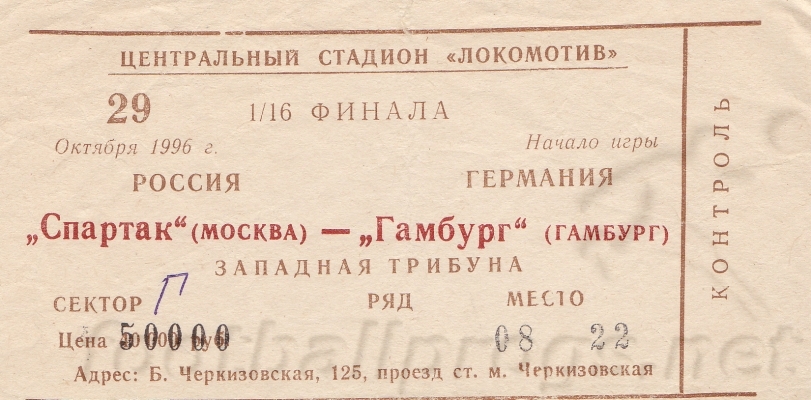 ЦЕНТРАЛЬНЫЙ СТАДИОН «ЛОКОМОТИВ»
29 1/16 ФИНАЛА
Октября 1996 г. Начало игры
РОССИЯ ГЕРМАНИЯ
„Спартак“ (МОСКВА) — „Гамбург“ (ГАМБУРГ)
ЗАПАДНАЯ ТРИБУНА
СЕКТОР П РЯД МЕСТО
Цена 50000 руб 08 22
Адрес: Б. Черкизовская, 125, проезд ст. м. Черкизовская
КОНТРОЛЬ